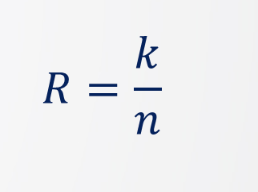 R = k/n